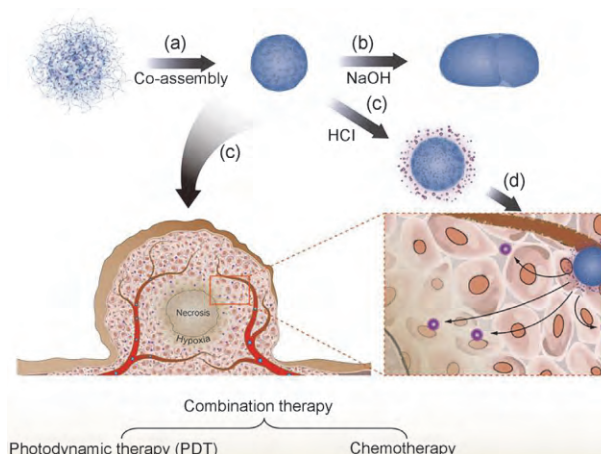 (a)
Co-assembly
(b)
NaOH
(c)
HCl
(c)
(d)
Necrosis
Hypoxia
Combination therapy
Photodynamic therapy (PDT)
Chemotherapy